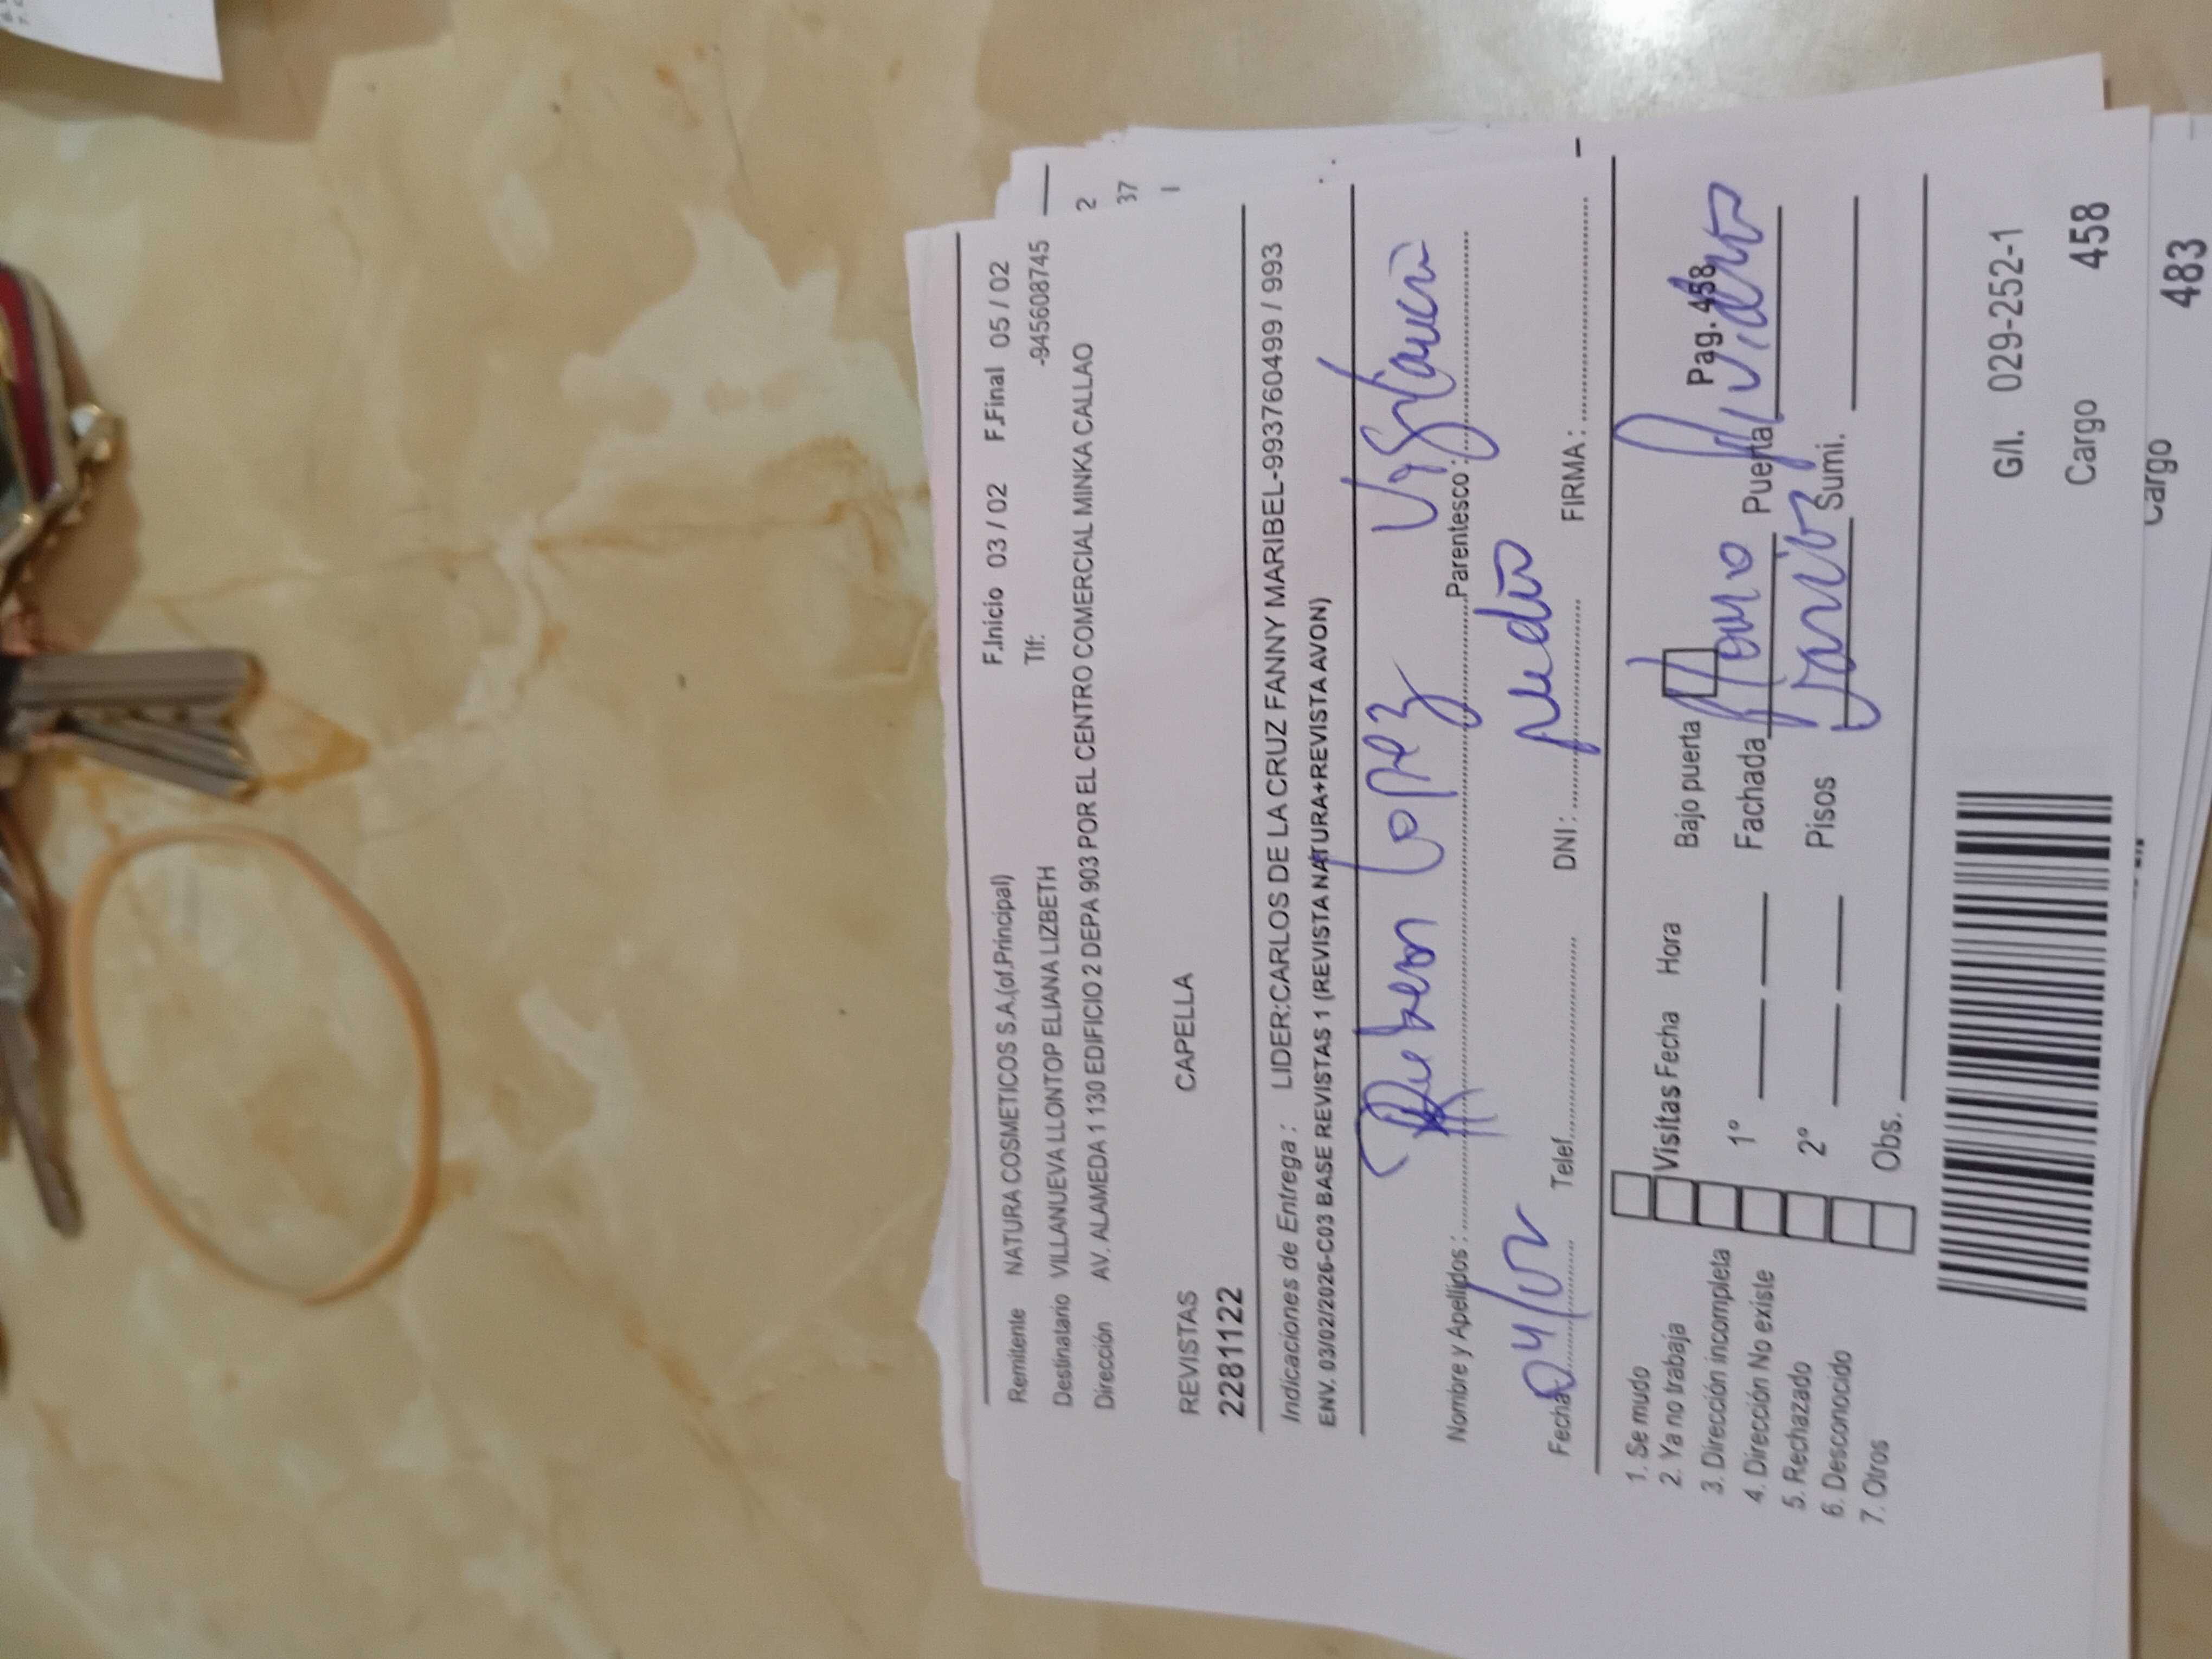 F.Inicio 03 / 02 F.Final 05 / 02
Remitente NATURA COSMETICOS S.A.(of.Principal) Tlf: -945608745
Destinatario VILLANUEVA LLONTOP ELIANA LIZBETH
Dirección AV. ALAMEDA 1 130 EDIFICIO 2 DEPA 903 POR EL CENTRO COMERCIAL MINKA CALLAO
2
37
REVISTAS CAPELLA
2281122
Indicaciones de Entrega : LIDER:CARLOS DE LA CRUZ FANNY MARIBEL-993760499 / 993
ENV. 03/02/2026-C03 BASE REVISTAS 1 (REVISTA NATURA+REVISTA AVON)
Ruben Lopez Vigilancia
Nombre y Apellidos : Parentesco :
Fecha 04/02 Telef. DNI : FIRMA :
1. Se mudo
2. Ya no trabaja
3. Dirección incompleta
4. Dirección No existe
5. Rechazado
6. Desconocido
7. Otros
Visitas Fecha Hora
1º
2º
Obs.
Bajo puerta Pag. 458
Fachada Puerta
Pisos Sumi.
G/I. 029-252-1
Cargo 458
Cargo 483